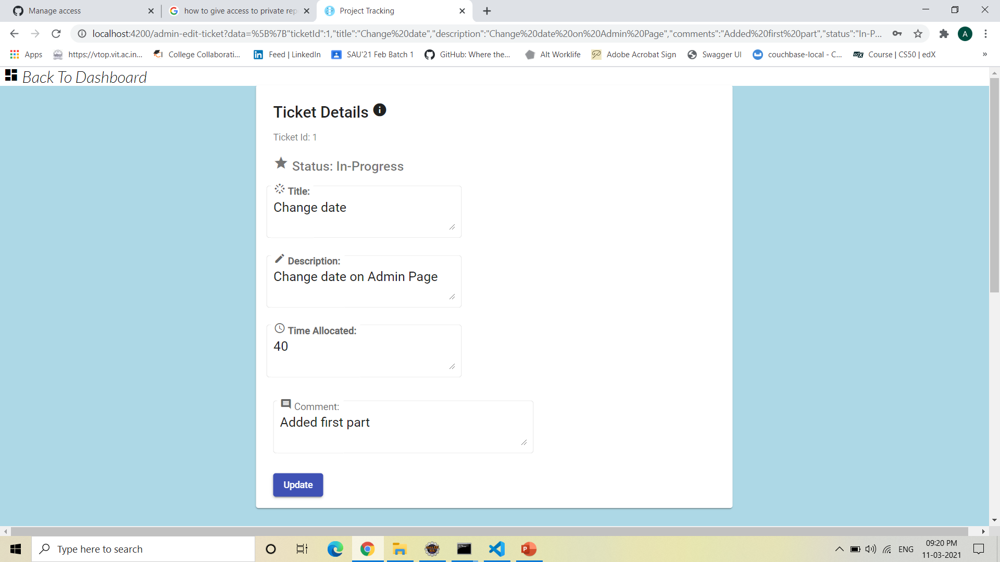 Manage access
how to give access to private rep
Project Tracking
localhost:4200/admin-edit-ticket?data=%5B%7B"ticketId":1,"title":"Change%20date","description":"Change%20date%20on%20Admin%20Page","comments":"Added%20first%20part","status":"In-P...
A
Apps
https://vtop.vit.ac.in...
College Collaborati...
Feed | LinkedIn
SAU'21 Feb Batch 1
GitHub: Where the...
Alt Worklife
Adobe Acrobat Sign
Swagger UI
couchbase-local - C...
Course | CS50 | edX
»
Back To Dashboard
Ticket Details
Ticket Id: 1
Status: In-Progress
Title:
Change date
Description:
Change date on Admin Page
Time Allocated:
40
Comment:
Added first part
Update
Type here to search
ENG
09:20 PM
11-03-2021